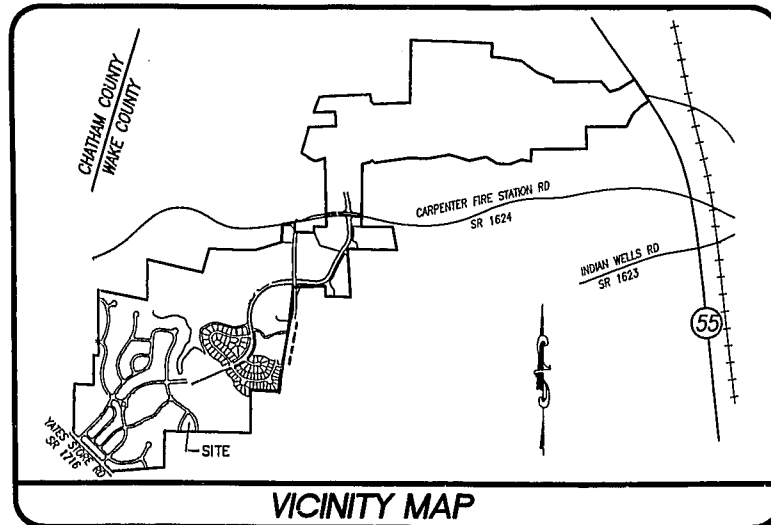 CHATHAM COUNTY
WAKE COUNTY
CARPENTER FIRE STATION RD
SR 1624
INDIAN WELLS RD
SR 1623
55
YATES STORE RD
SR 1716
SITE
VICINITY MAP